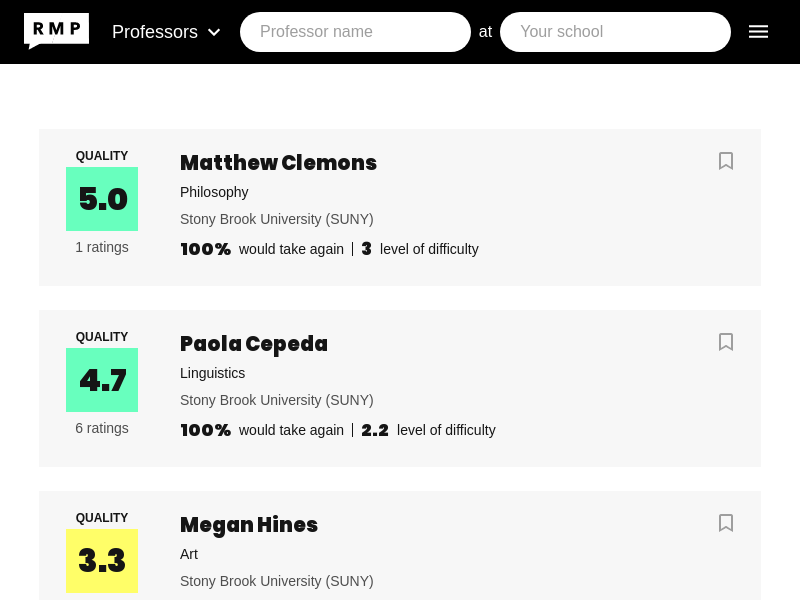 RMP
Professors
Professor name
at
Your school
QUALITY
5.0
1 ratings
Matthew Clemons
Philosophy
Stony Brook University (SUNY)
100% would take again | 3 level of difficulty
QUALITY
4.7
6 ratings
Paola Cepeda
Linguistics
Stony Brook University (SUNY)
100% would take again | 2.2 level of difficulty
QUALITY
3.3
Megan Hines
Art
Stony Brook University (SUNY)